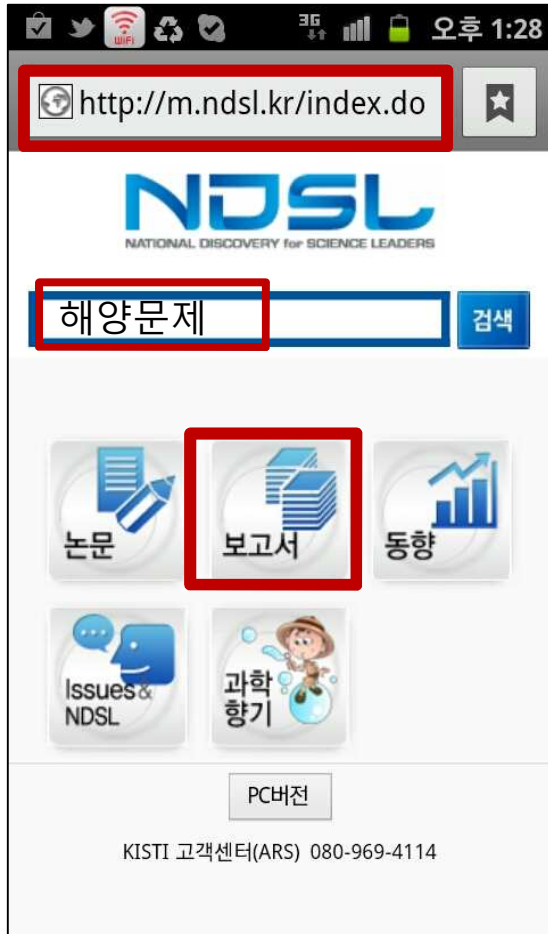 WiFi 3G 오후 1:28
http://m.ndsl.kr/index.do
NDSL
NATIONAL DISCOVERY for SCIENCE LEADERS
해양문제 검색
논문 보고서 동향
Issues& 과학
NDSL 향기
PC버전
KISTI 고객센터(ARS) 080-969-4114